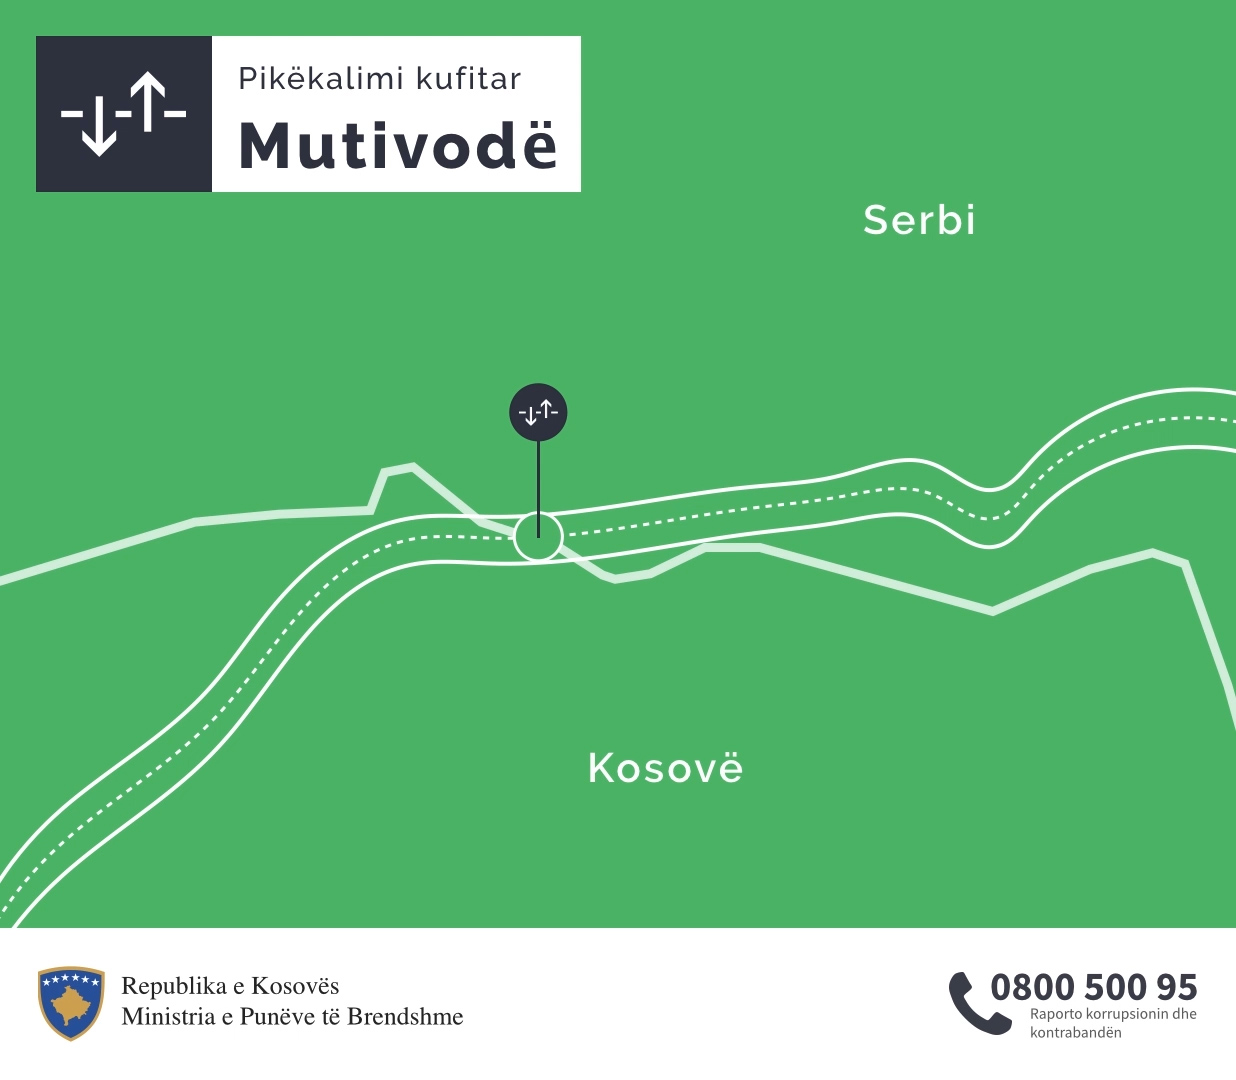 Pikëkalimi kufitar
Mutivodë
Serbi
Kosovë
Republika e Kosovës
Ministria e Punëve të Brendshme
0800 500 95
Raporto korrupsionin dhe
kontrabandën